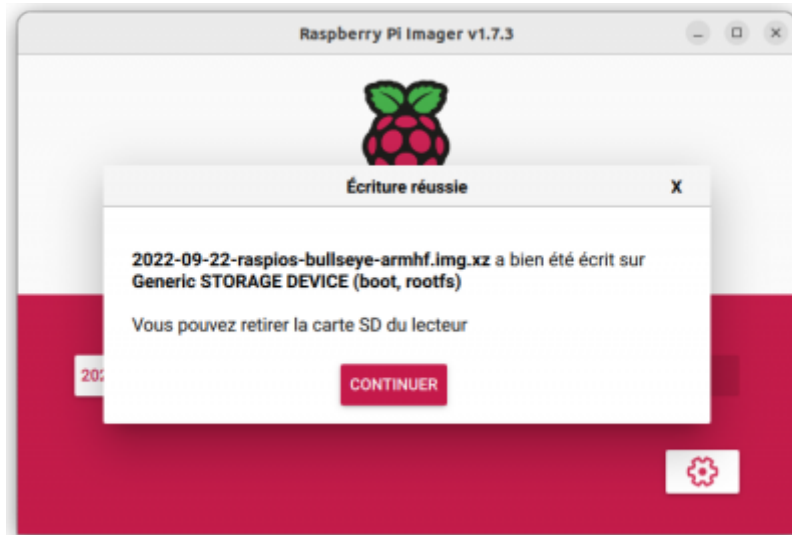 Raspberry Pi Imager v1.7.3
Écriture réussie X
2022-09-22-raspios-bullseye-armhf.img.xz a bien été écrit sur
Generic STORAGE DEVICE (boot, rootfs)
Vous pouvez retirer la carte SD du lecteur
202
CONTINUER